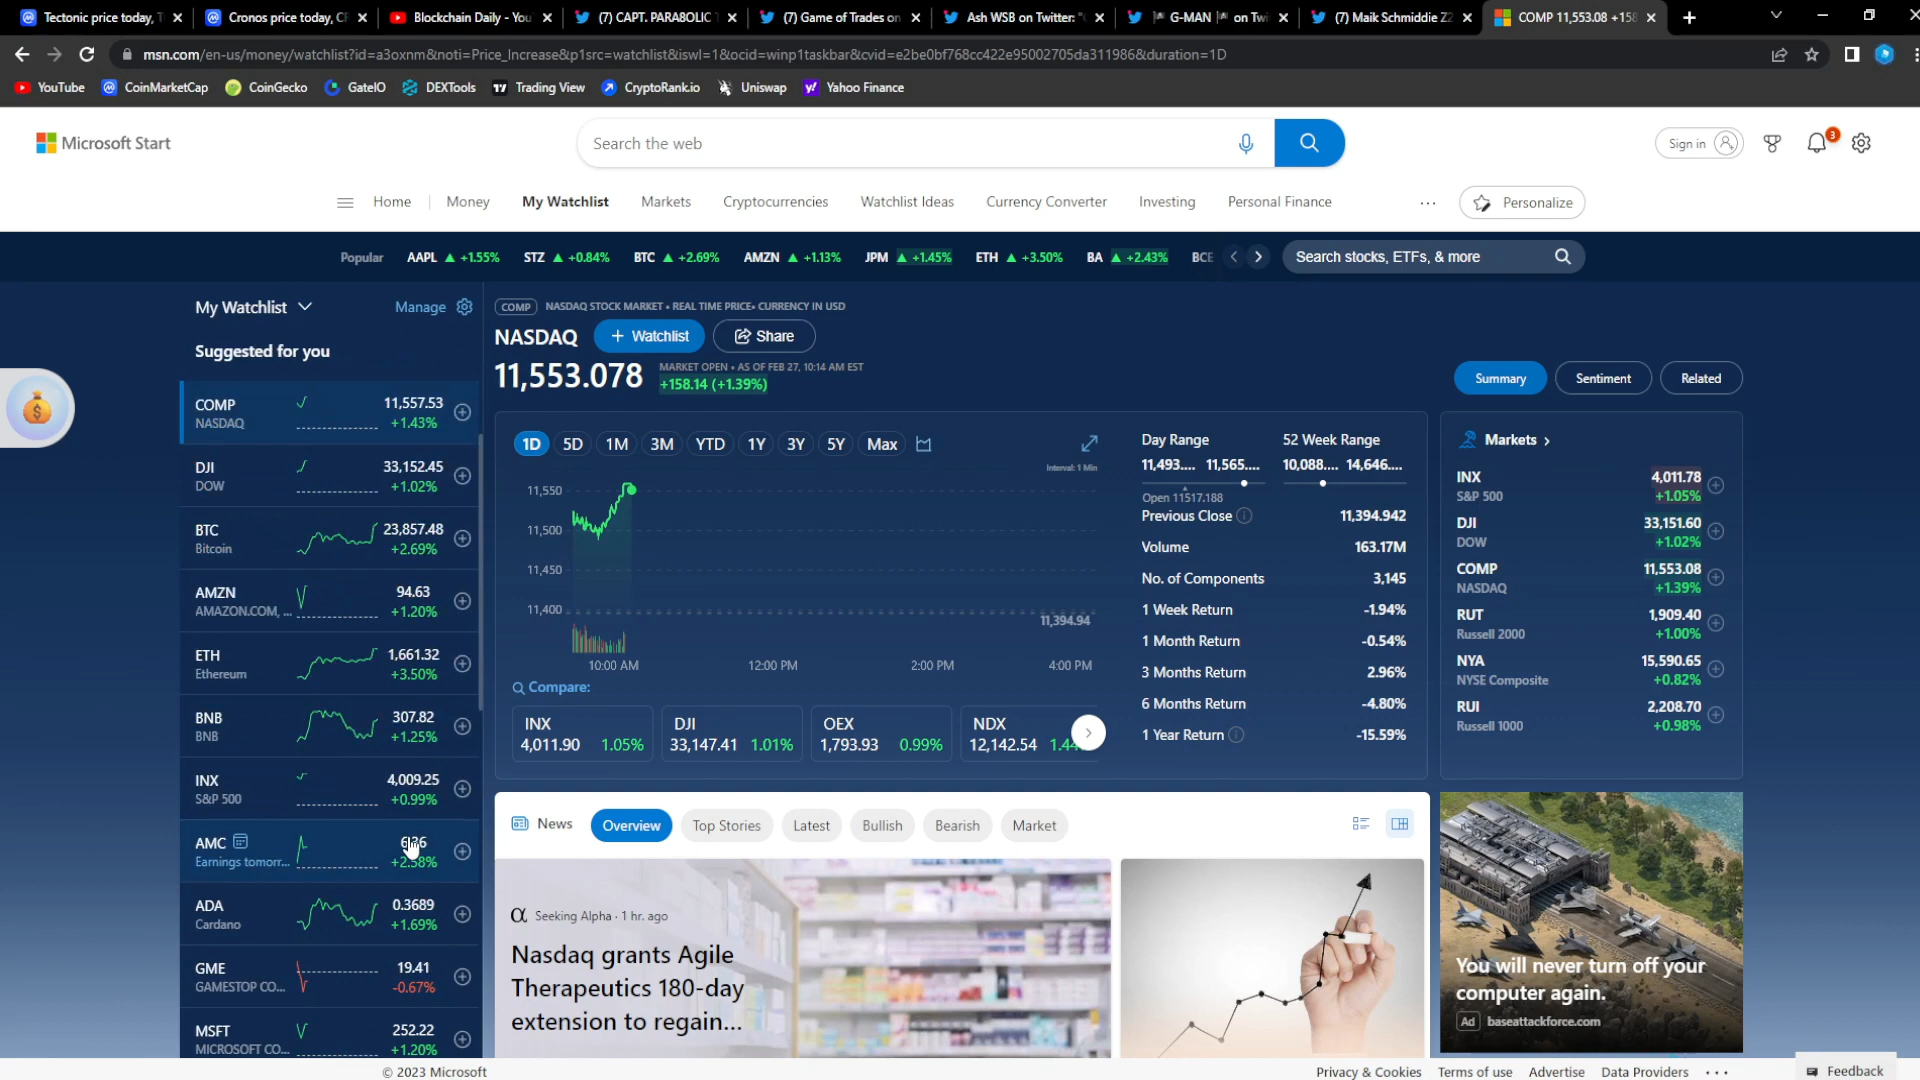 Tectonic price today, T
Cronos price today, C
Blockchain Daily - You
(7) CAPT. PARA8OLIC
(7) Game of Trades on
Ash WSB on Twitter: "
G-MAN on Twi
(7) Maik Schmiddie Z2
COMP 11,553.08 +158
msn.com/en-us/money/watchlist?id=a3oxnm&noti=Price_Increase&p1src=watchlist&iswl=1&ocid=winp1taskbar&cvid=e2be0bf768cc422e95002705da311986&duration=1D
YouTube
CoinMarketCap
CoinGecko
GateIO
DEXTools
Trading View
CryptoRank.io
Uniswap
Yahoo Finance
Microsoft Start
Search the web
Sign in
3
Home
Money
My Watchlist
Markets
Cryptocurrencies
Watchlist Ideas
Currency Converter
Investing
Personal Finance
...
Personalize
Popular
AAPL ▲ +1.55%
STZ ▲ +0.84%
BTC ▲ +2.69%
AMZN ▲ +1.13%
JPM ▲ +1.45%
ETH ▲ +3.50%
BA ▲ +2.43%
BCE
Search stocks, ETFs, & more
My Watchlist
Manage
Suggested for you
COMP 11,557.53
NASDAQ +1.43%
DJI 33,152.45
DOW +1.02%
BTC 23,857.48
Bitcoin +2.69%
AMZN 94.63
AMAZON.COM, ... +1.20%
ETH 1,661.32
Ethereum +3.50%
BNB 307.82
BNB +1.25%
INX 4,009.25
S&P 500 +0.99%
AMC
Earnings tomorr... +2.58%
ADA 0.3689
Cardano +1.69%
GME 19.41
GAMESTOP CO... -0.67%
MSFT 252.22
MICROSOFT CO... +1.20%
COMP NASDAQ STOCK MARKET • REAL TIME PRICE• CURRENCY IN USD
NASDAQ
+ Watchlist
Share
11,553.078
MARKET OPEN • AS OF FEB 27, 10:14 AM EST
+158.14 (+1.39%)
Summary
Sentiment
Related
1D 5D 1M 3M YTD 1Y 3Y 5Y Max
Interval: 1 Min
11,550
11,500
11,450
11,400
11,394.94
10:00 AM 12:00 PM 2:00 PM 4:00 PM
Compare:
INX
4,011.90 1.05%
DJI
33,147.41 1.01%
OEX
1,793.93 0.99%
NDX
12,142.54 1.44
Day Range
11,493.... 11,565....
Open 11517.188
52 Week Range
10,088.... 14,646....
Previous Close 11,394.942
Volume 163.17M
No. of Components 3,145
1 Week Return -1.94%
1 Month Return -0.54%
3 Months Return 2.96%
6 Months Return -4.80%
1 Year Return -15.59%
Markets
INX 4,011.78
S&P 500 +1.05%
DJI 33,151.60
DOW +1.02%
COMP 11,553.08
NASDAQ +1.39%
RUT 1,909.40
Russell 2000 +1.00%
NYA 15,590.65
NYSE Composite +0.82%
RUI 2,208.70
Russell 1000 +0.98%
News
Overview
Top Stories
Latest
Bullish
Bearish
Market
α Seeking Alpha · 1 hr. ago
Nasdaq grants Agile
Therapeutics 180-day
extension to regain...
You will never turn off your
computer again.
Ad baseattackforce.com
© 2023 Microsoft
Privacy & Cookies
Terms of use
Advertise
Data Providers
...
Feedback